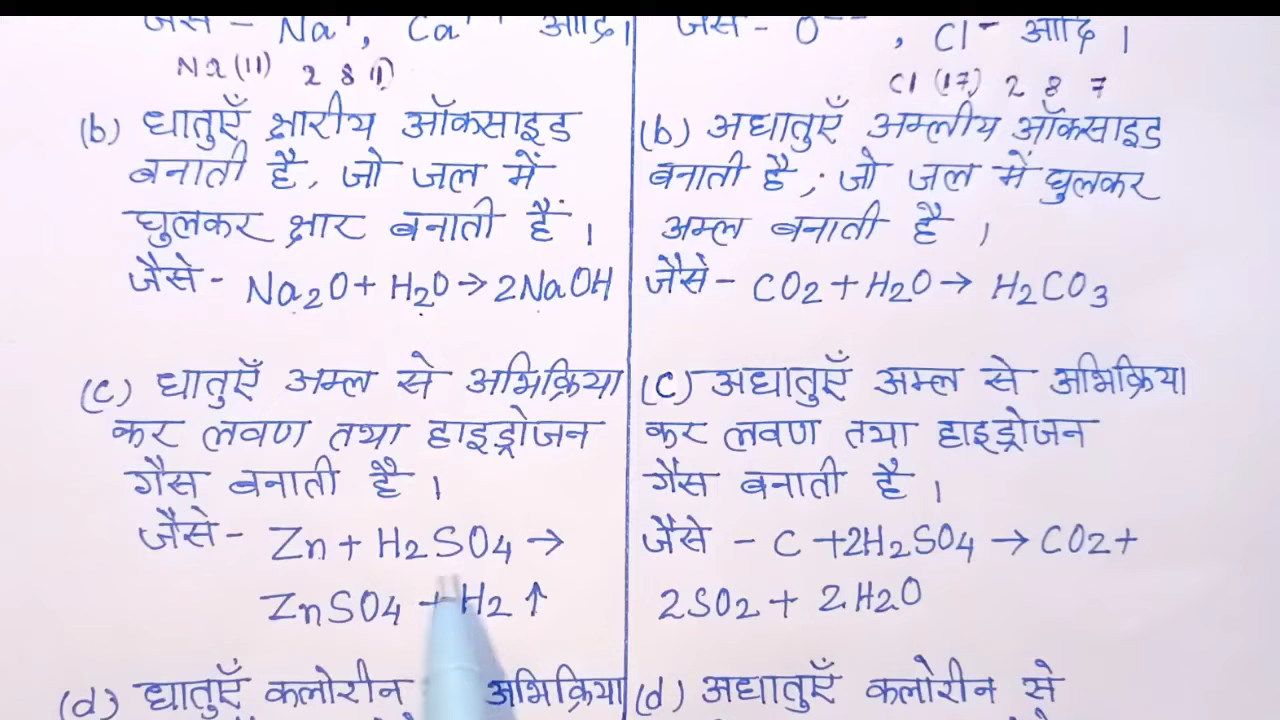 जैसे - Na⁺, Ca⁺⁺ आदि।
Na (11) 2 8 1
(b) धातुएँ क्षारीय ऑक्साइड
बनाती है, जो जल में
घुलकर क्षार बनाती हैं।
जैसे - Na₂O + H₂O → 2NaOH
(c) धातुएँ अम्ल से अभिक्रिया
कर लवण तथा हाइड्रोजन
गैस बनाती है।
जैसे - Zn + H₂SO₄ →
ZnSO₄ + H₂ ↑
(d) धातुएँ क्लोरीन अभिक्रिया
जैसे - O⁻⁻, Cl⁻ आदि।
Cl (17) 2 8 7
(b) अधातुएँ अम्लीय ऑक्साइड
बनाती है, जो जल में घुलकर
अम्ल बनाती है।
जैसे - CO₂ + H₂O → H₂CO₃
(C) अधातुएँ अम्ल से अभिक्रिया
कर लवण तथा हाइड्रोजन
गैस बनाती है।
जैसे - C + 2H₂SO₄ → CO₂ +
2SO₂ + 2H₂O
(d) अधातुएँ क्लोरीन से